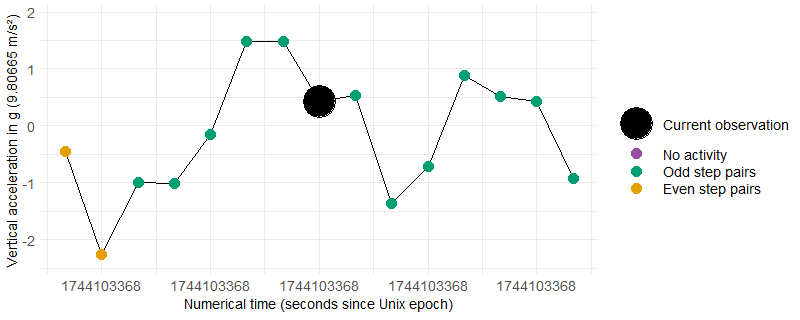 Vertical acceleration in g (9.80665 m/s²)
2
1
0
-1
-2
1744103368 1744103368 1744103368 1744103368 1744103368
Numerical time (seconds since Unix epoch)
Current observation
No activity
Odd step pairs
Even step pairs